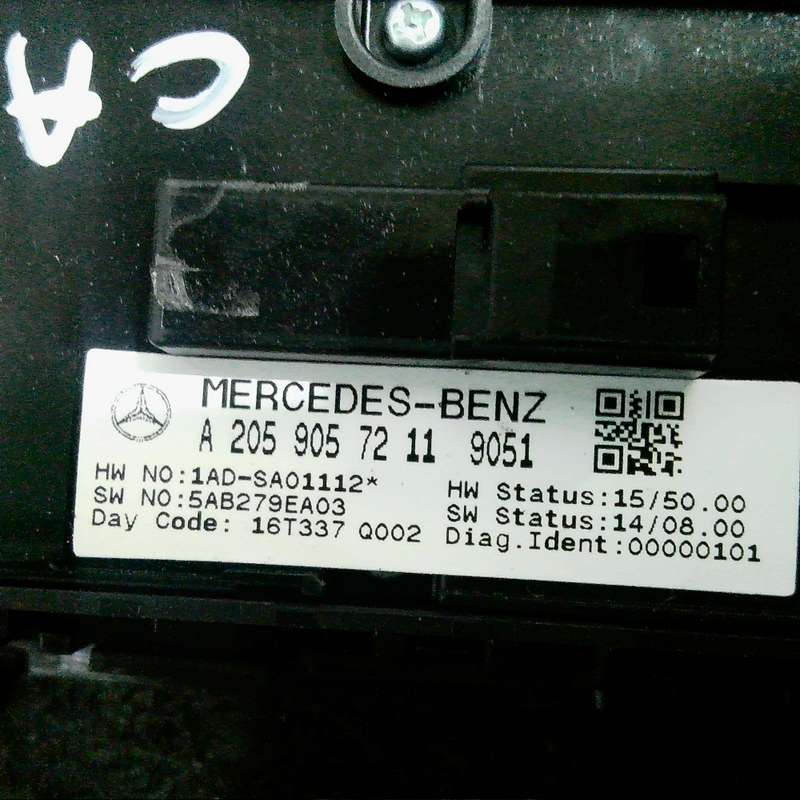 CA
MERCEDES-BENZ
A 205 905 72 11 9051
HW NO:1AD-SA01112*
SW NO:5AB279EA03
Day Code: 16T337 Q002
HW Status:15/50.00
SW Status:14/08.00
Diag.Ident:00000101